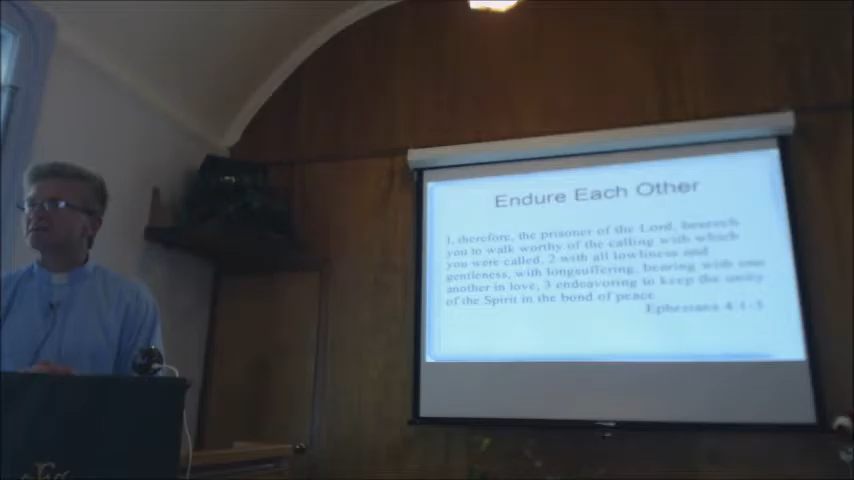 Endure Each Other
I, therefore, the prisoner of the Lord, beseech
you to walk worthy of the calling with which
you were called, 2 with all lowliness and
gentleness, with longsuffering, bearing with one
another in love, 3 endeavoring to keep the unity
of the Spirit in the bond of peace
Ephesians 4:1-3